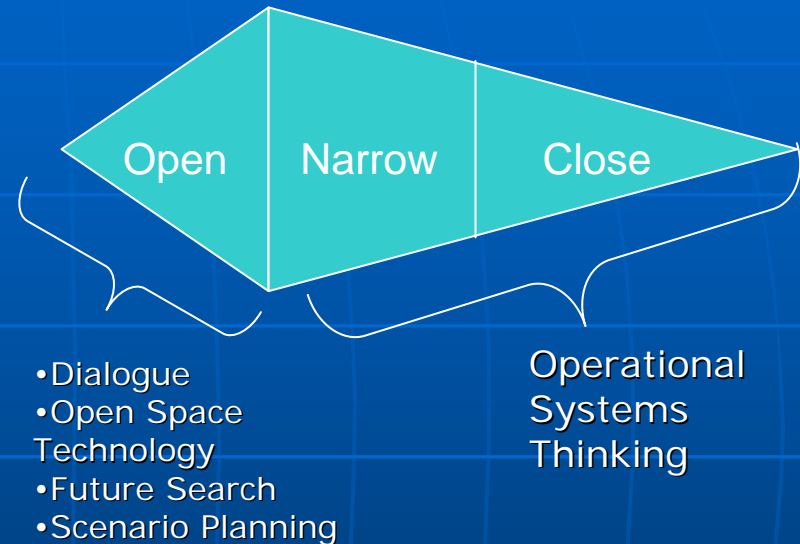 Open Narrow Close
•Dialogue
•Open Space
Technology
•Future Search
•Scenario Planning
Operational
Systems
Thinking